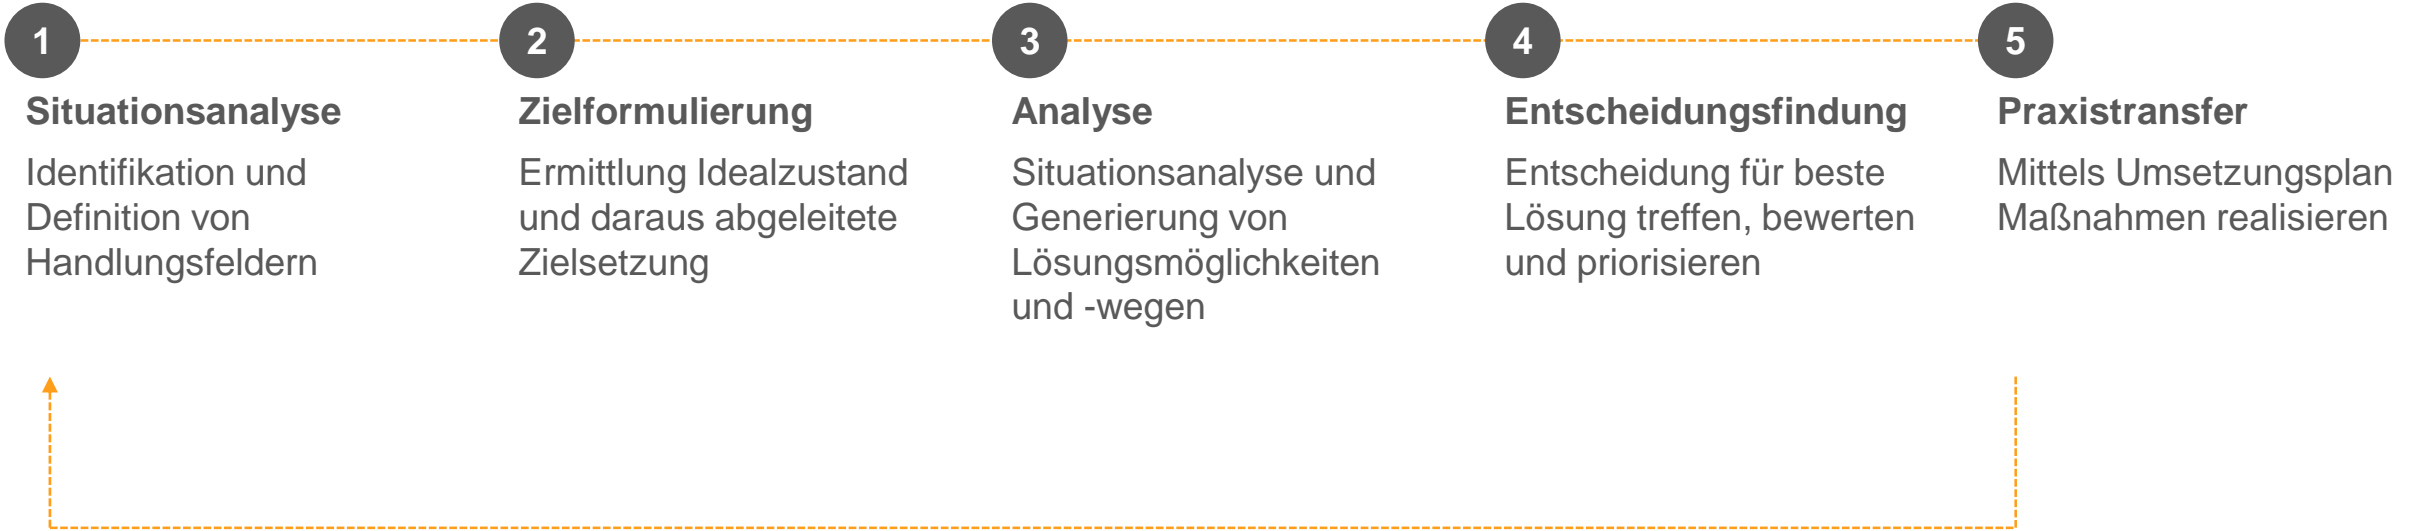 1
Situationsanalyse
Identifikation und
Definition von
Handlungsfeldern
2
Zielformulierung
Ermittlung Idealzustand
und daraus abgeleitete
Zielsetzung
3
Analyse
Situationsanalyse und
Generierung von
Lösungsmöglichkeiten
und -wegen
4
Entscheidungsfindung
Entscheidung für beste
Lösung treffen, bewerten
und priorisieren
5
Praxistransfer
Mittels Umsetzungsplan
Maßnahmen realisieren